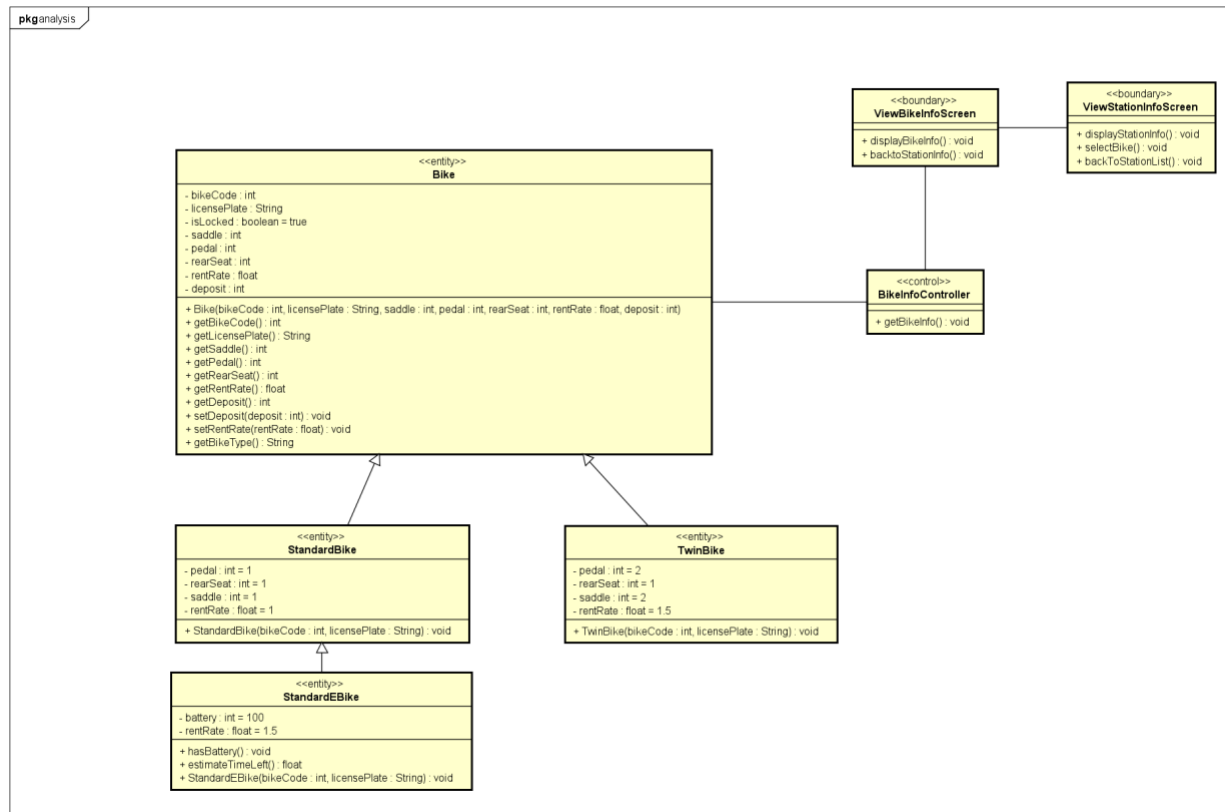 pkg analysis
<<boundary>>
ViewBikeInfoScreen
+ displayBikeInfo() : void
+ backtoStationInfo() : void
<<boundary>>
ViewStationInfoScreen
+ displayStationInfo() : void
+ selectBike() : void
+ backToStationList() : void
<<entity>>
Bike
- bikeCode : int
- licensePlate : String
- isLocked : boolean = true
- saddle : int
- pedal : int
- rearSeat : int
- rentRate : float
- deposit : int
+ Bike(bikeCode : int, licensePlate : String, saddle : int, pedal : int, rearSeat : int, rentRate : float, deposit : int)
+ getBikeCode() : int
+ getLicensePlate() : String
+ getSaddle() : int
+ getPedal() : int
+ getRearSeat() : int
+ getRentRate() : float
+ getDeposit() : int
+ setDeposit(deposit : int) : void
+ setRentRate(rentRate : float) : void
+ getBikeType() : String
<<control>>
BikeInfoController
+ getBikeInfo() : void
<<entity>>
StandardBike
- pedal : int = 1
- rearSeat : int = 1
- saddle : int = 1
- rentRate : float = 1
+ StandardBike(bikeCode : int, licensePlate : String) : void
<<entity>>
TwinBike
- pedal : int = 2
- rearSeat : int = 1
- saddle : int = 2
- rentRate : float = 1.5
+ TwinBike(bikeCode : int, licensePlate : String) : void
<<entity>>
StandardEBike
- battery : int = 100
- rentRate : float = 1.5
+ hasBattery() : void
+ estimateTimeLeft() : float
+ StandardEBike(bikeCode : int, licensePlate : String) : void